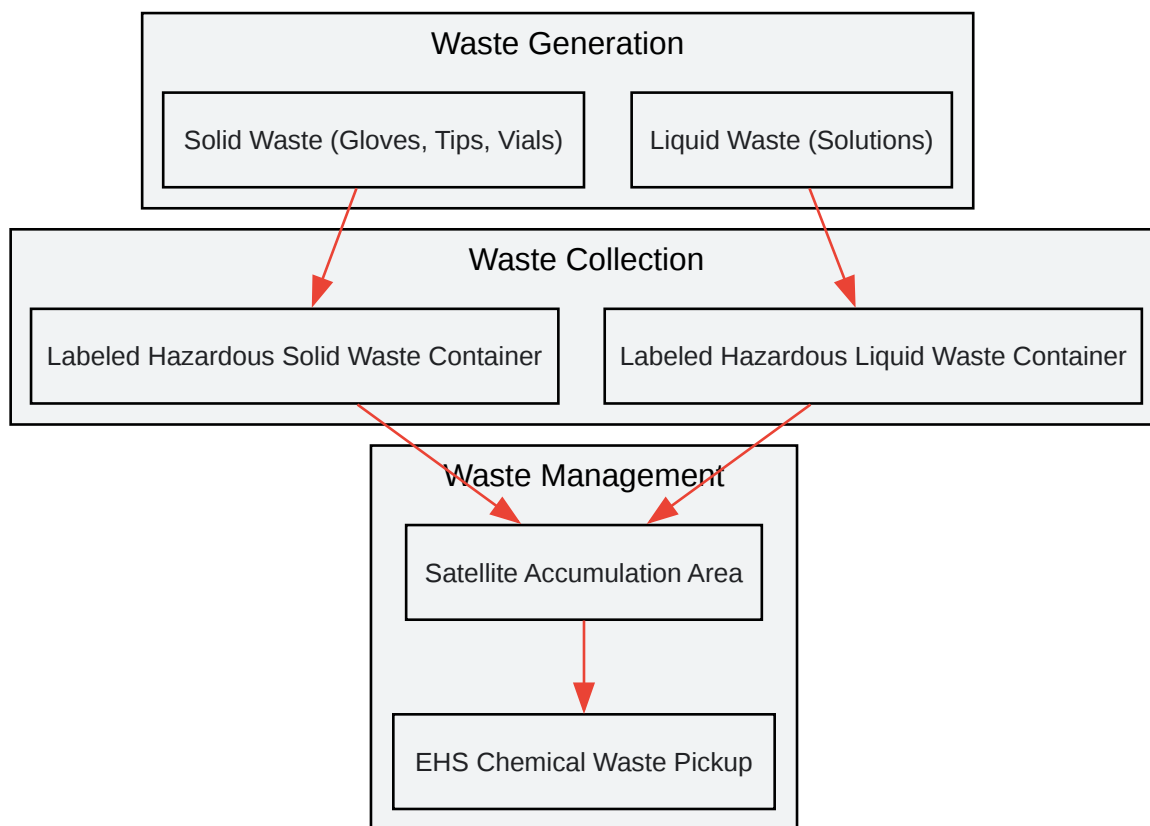 Waste Generation
Solid Waste (Gloves, Tips, Vials)
Liquid Waste (Solutions)
Waste Collection
Labeled Hazardous Solid Waste Container
Labeled Hazardous Liquid Waste Container
Waste Management
Satellite Accumulation Area
EHS Chemical Waste Pickup